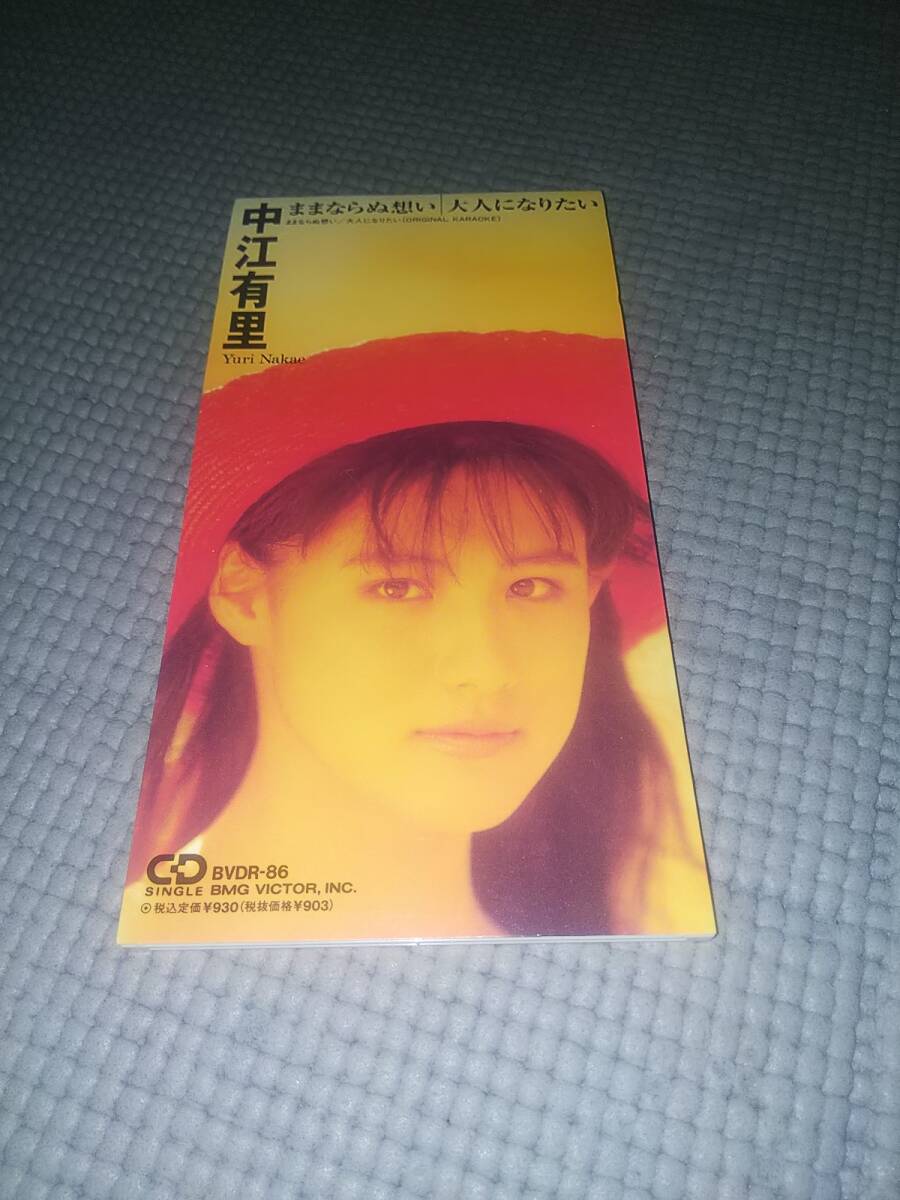 ままならぬ想い|大人になりたい
ままならぬ想い/大人になりたい(ORIGINAL KARAOKE)
中江有里
Yuri Nakae
CD BVDR-86
SINGLE BMG VICTOR, INC.
⦿税込定価¥930(税抜価格¥903)